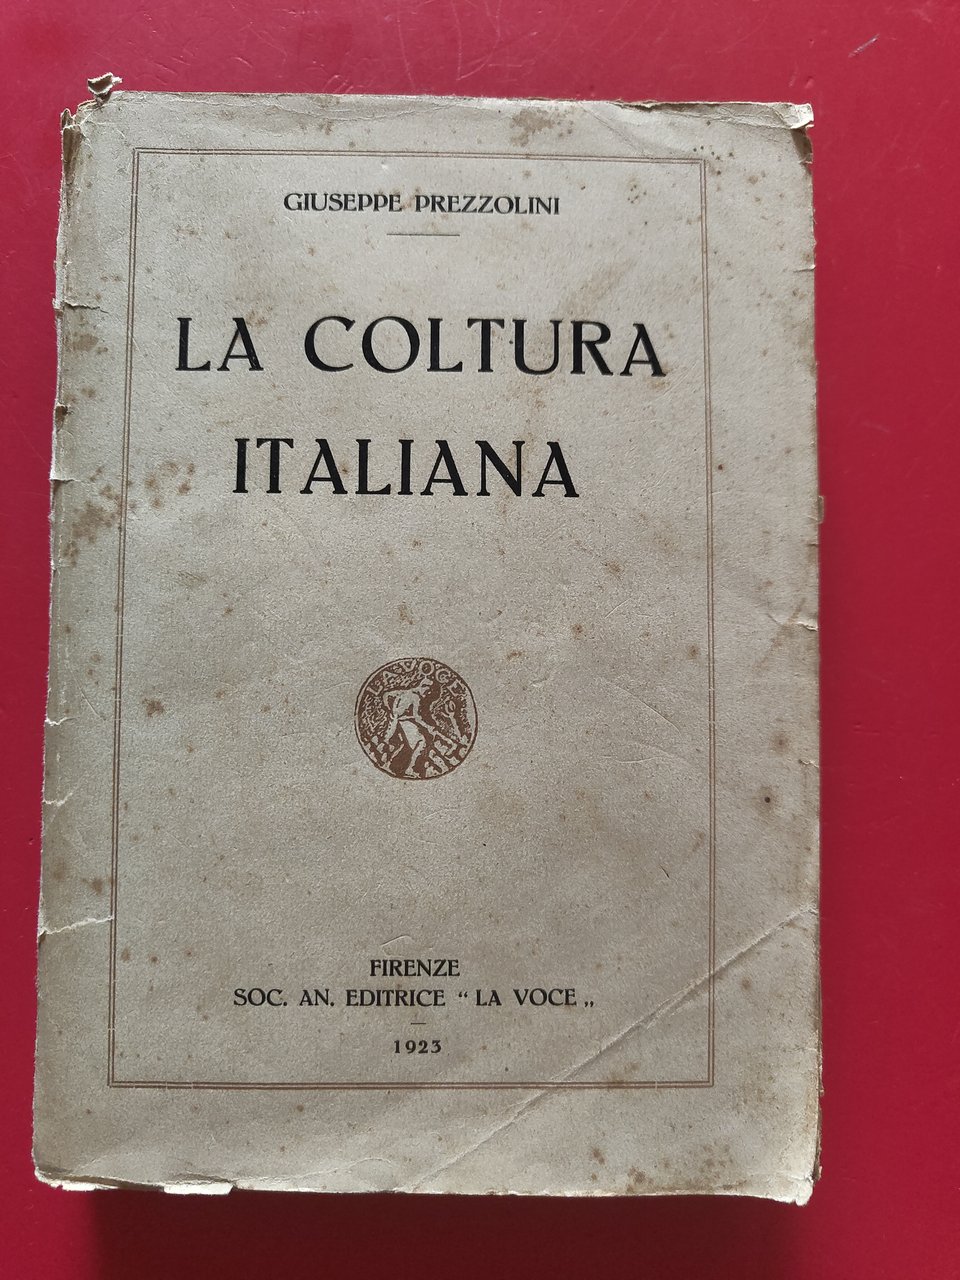 GIUSEPPE PREZZOLINI
LA COLTURA
ITALIANA
LA VOCE
FIRENZE
SOC. AN. EDITRICE “ LA VOCE „
1923